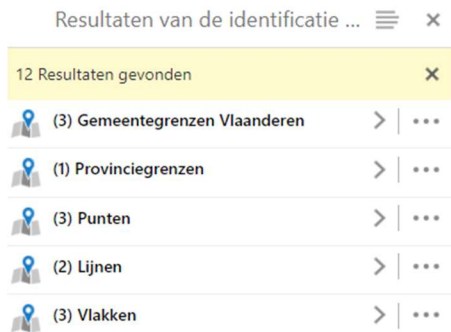 Resultaten van de identificatie ...
12 Resultaten gevonden
(3) Gemeentegrenzen Vlaanderen
(1) Provinciegrenzen
(3) Punten
(2) Lijnen
(3) Vlakken